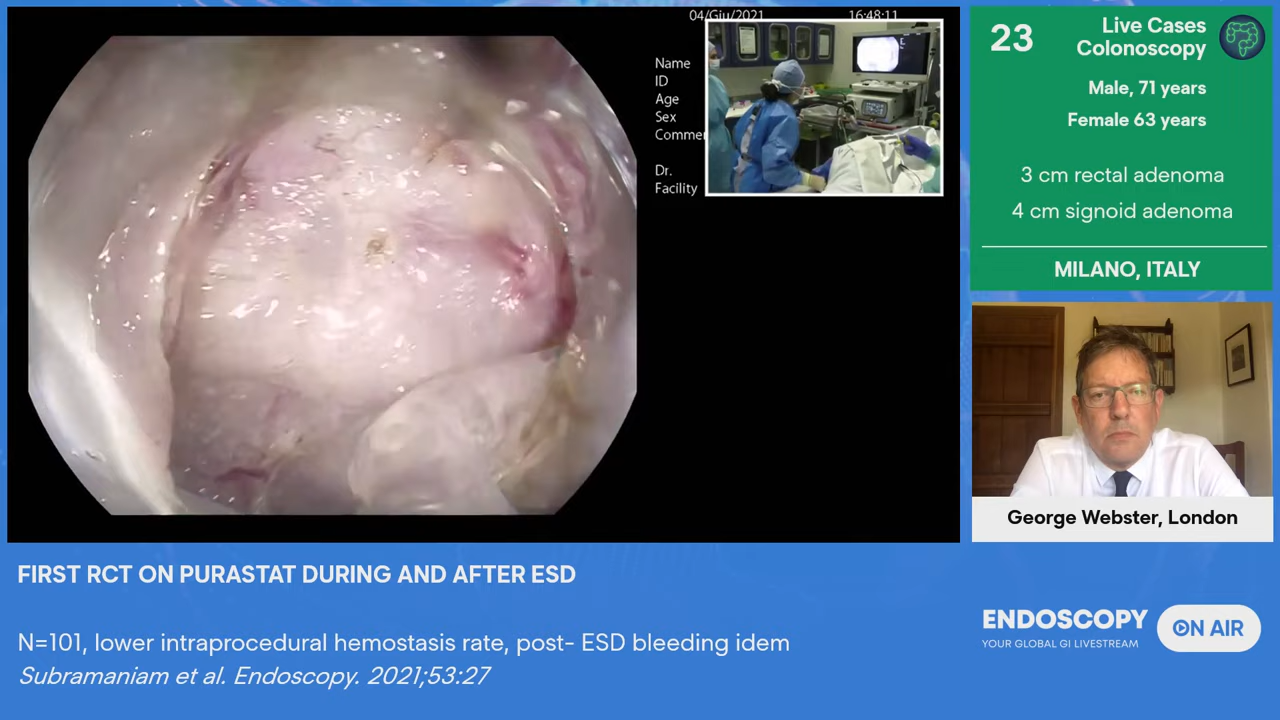 04/Giu/2021 16:48:11
Name
ID
Age
Sex
Commer
Dr.
Facility
23
Live Cases
Colonoscopy
Male, 71 years
Female 63 years
3 cm rectal adenoma
4 cm signoid adenoma
MILANO, ITALY
George Webster, London
FIRST RCT ON PURASTAT DURING AND AFTER ESD
N=101, lower intraprocedural hemostasis rate, post- ESD bleeding idem
Subramaniam et al. Endoscopy. 2021;53:27
ENDOSCOPY
YOUR GLOBAL GI LIVESTREAM
ON AIR